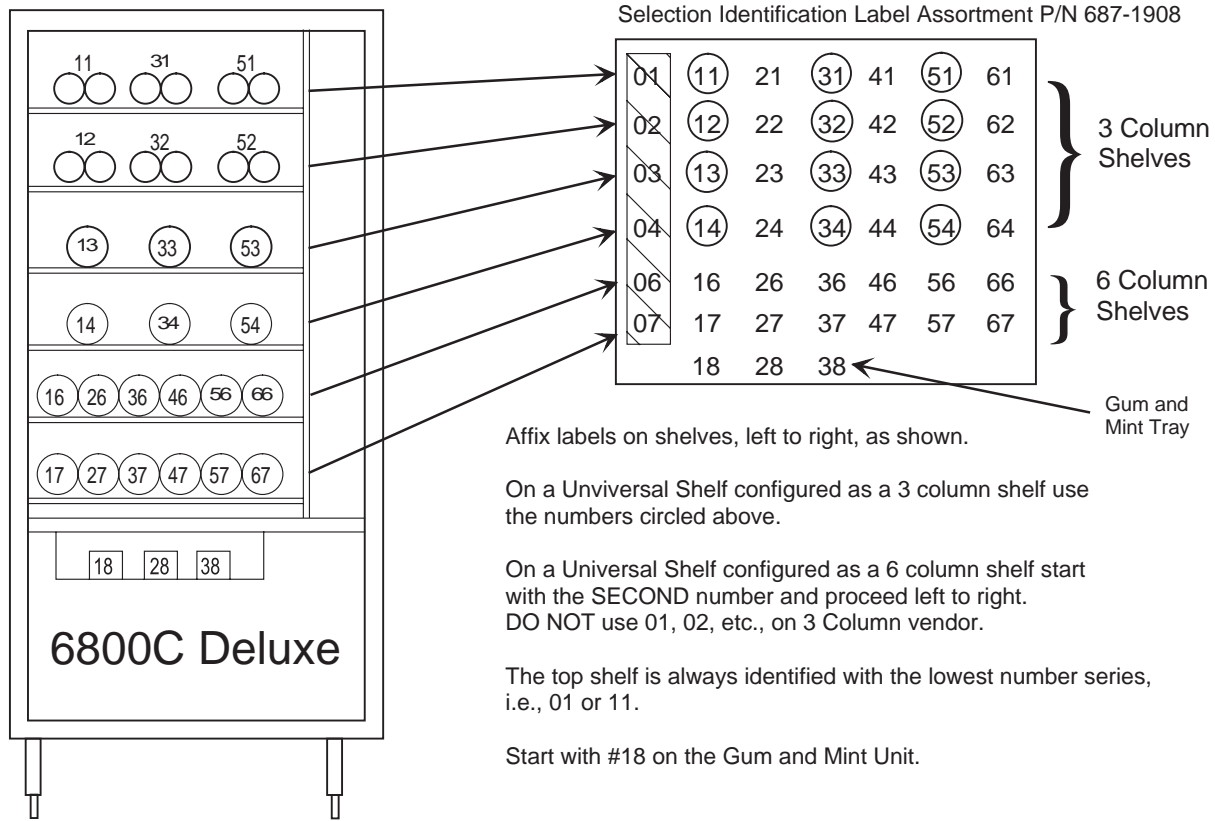 Selection Identification Label Assortment P/N 687-1908
11 31 51
12 32 52
13 33 53
14 34 54
16 26 36 46 56 66
17 27 37 47 57 67
18 28 38
6800C Deluxe
01 11 21 31 41 51 61
02 12 22 32 42 52 62
03 13 23 33 43 53 63
04 14 24 34 44 54 64
06 16 26 36 46 56 66
07 17 27 37 47 57 67
18 28 38
3 Column
Shelves
6 Column
Shelves
Gum and
Mint Tray
Affix labels on shelves, left to right, as shown.
On a Unviversal Shelf configured as a 3 column shelf use
the numbers circled above.
On a Universal Shelf configured as a 6 column shelf start
with the SECOND number and proceed left to right.
DO NOT use 01, 02, etc., on 3 Column vendor.
The top shelf is always identified with the lowest number series,
i.e., 01 or 11.
Start with #18 on the Gum and Mint Unit.